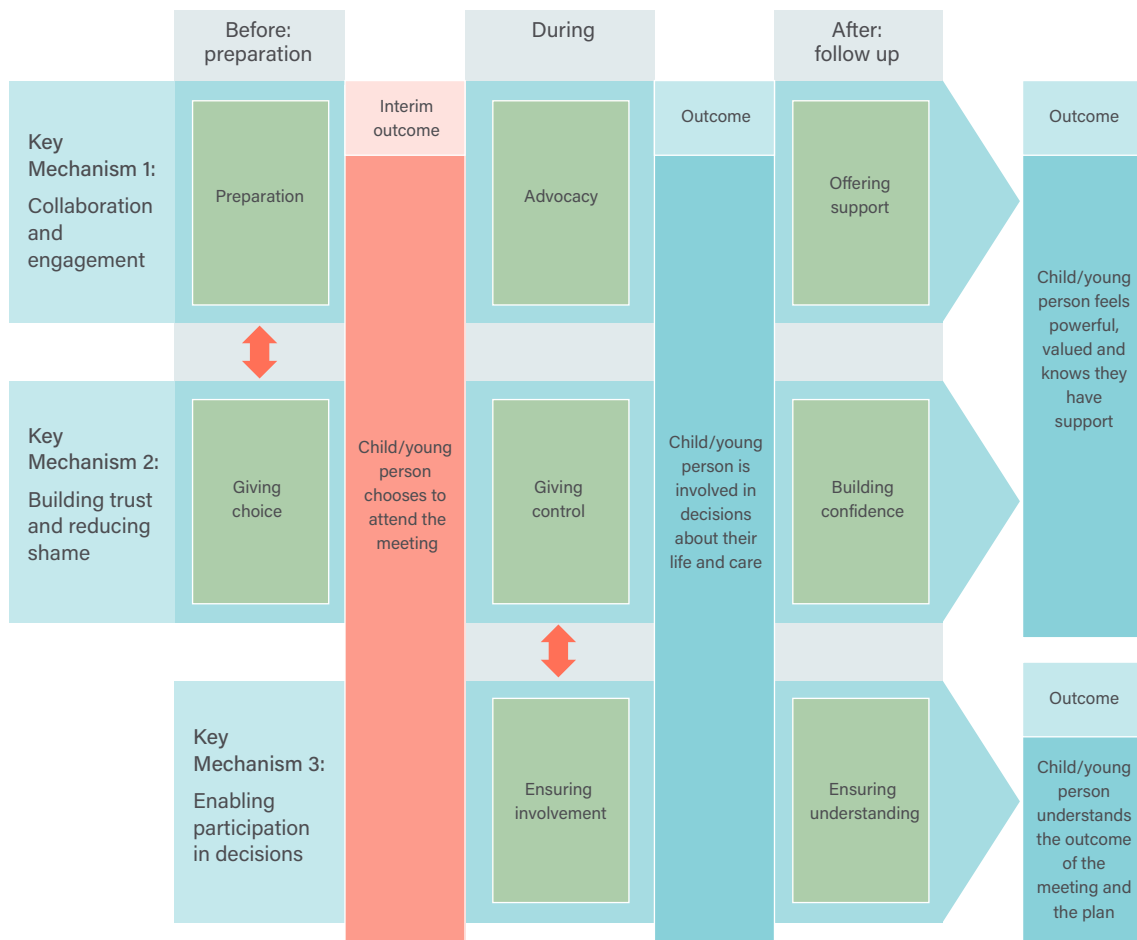 Before:
preparation
During
After:
follow up
Key
Mechanism 1:
Collaboration
and
engagement
Preparation
Interim
outcome
Advocacy
Outcome
Offering
support
Outcome
Child/young
person feels
powerful,
valued and
knows they
have
support
Key
Mechanism 2:
Building trust
and reducing
shame
Giving
choice
Child/young
person
chooses to
attend the
meeting
Giving
control
Child/young
person is
involved in
decisions
about their
life and care
Building
confidence
Key
Mechanism 3:
Enabling
participation
in decisions
Ensuring
involvement
Ensuring
understanding
Outcome
Child/young
person
understands
the outcome
of the
meeting and
the plan